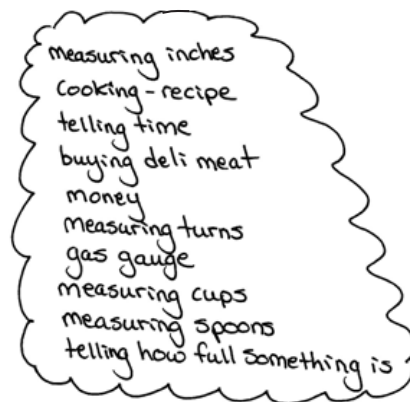 measuring inches
cooking - recipe
telling time
buying deli meat
money
measuring turns
gas gauge
measuring cups
measuring spoons
telling how full something is